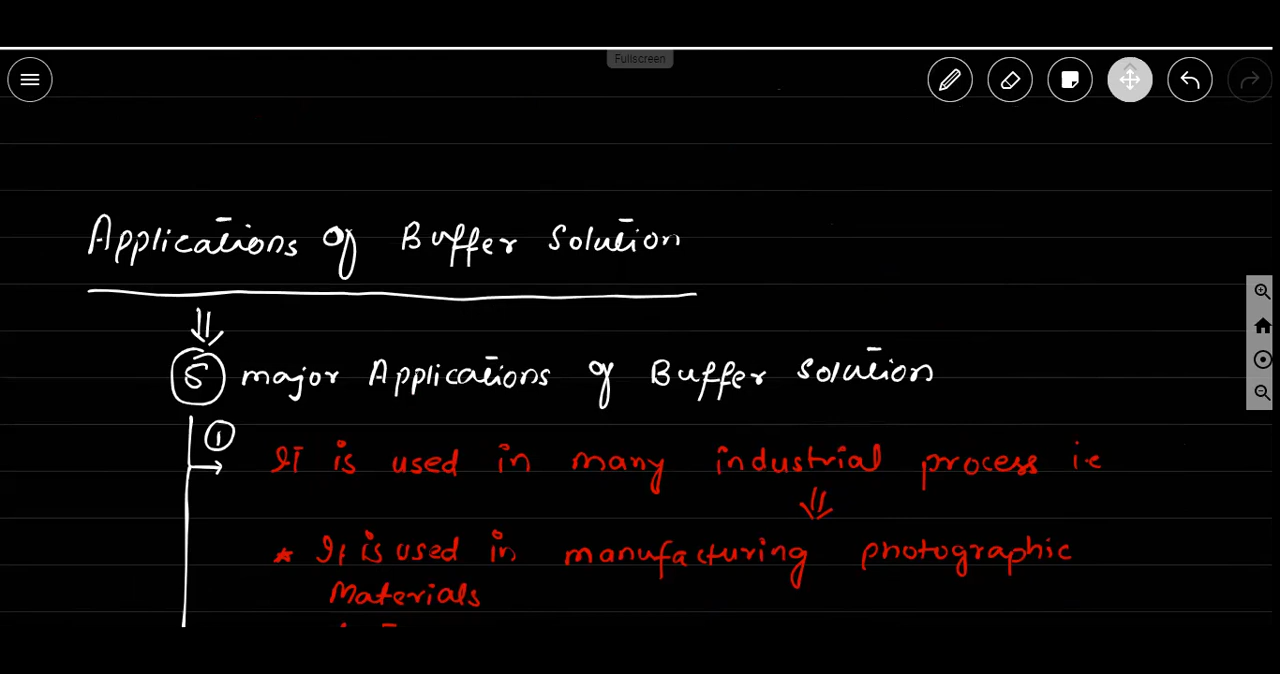 Fullscreen
Applications of Buffer Solution
5 major Applications of Buffer Solution
① It is used in many industrial process i.e
* It is used in manufacturing photographic
Materials